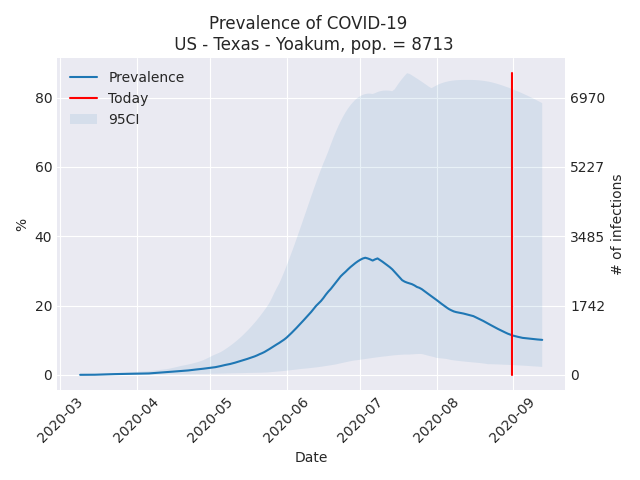 Prevalence of COVID-19
US - Texas - Yoakum, pop. = 8713
Prevalence
Today
95CI
%
80
60
40
20
0
6970
5227
3485
1742
0
# of infections
2020-03
2020-04
2020-05
2020-06
2020-07
2020-08
2020-09
Date